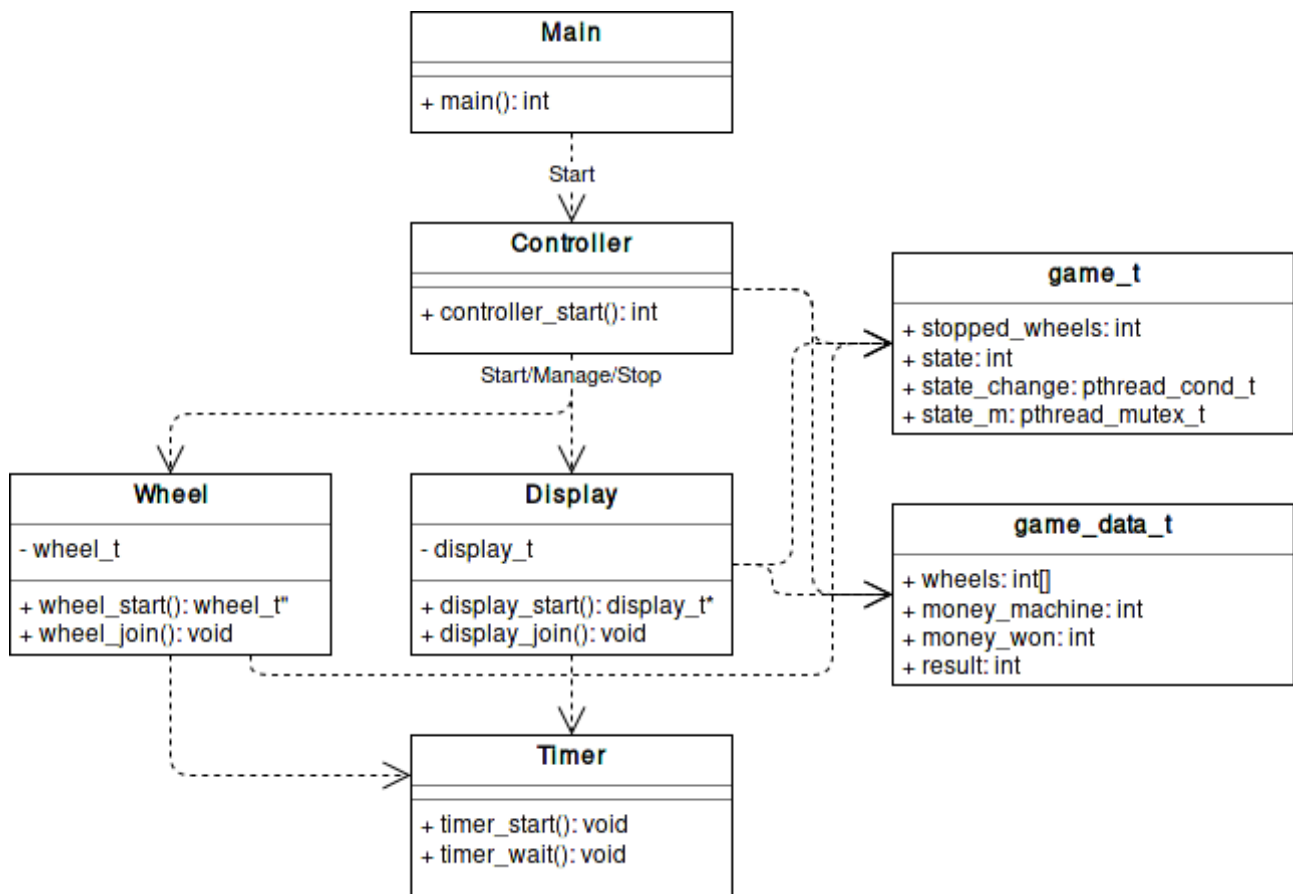 Main
+ main(): int
Start
Controller
+ controller_start(): int
Start/Manage/Stop
game_t
+ stopped_wheels: int
+ state: int
+ state_change: pthread_cond_t
+ state_m: pthread_mutex_t
Wheel
- wheel_t
+ wheel_start(): wheel_t"
+ wheel_join(): void
Display
- display_t
+ display_start(): display_t*
+ display_join(): void
game_data_t
+ wheels: int[]
+ money_machine: int
+ money_won: int
+ result: int
Timer
+ timer_start(): void
+ timer_wait(): void